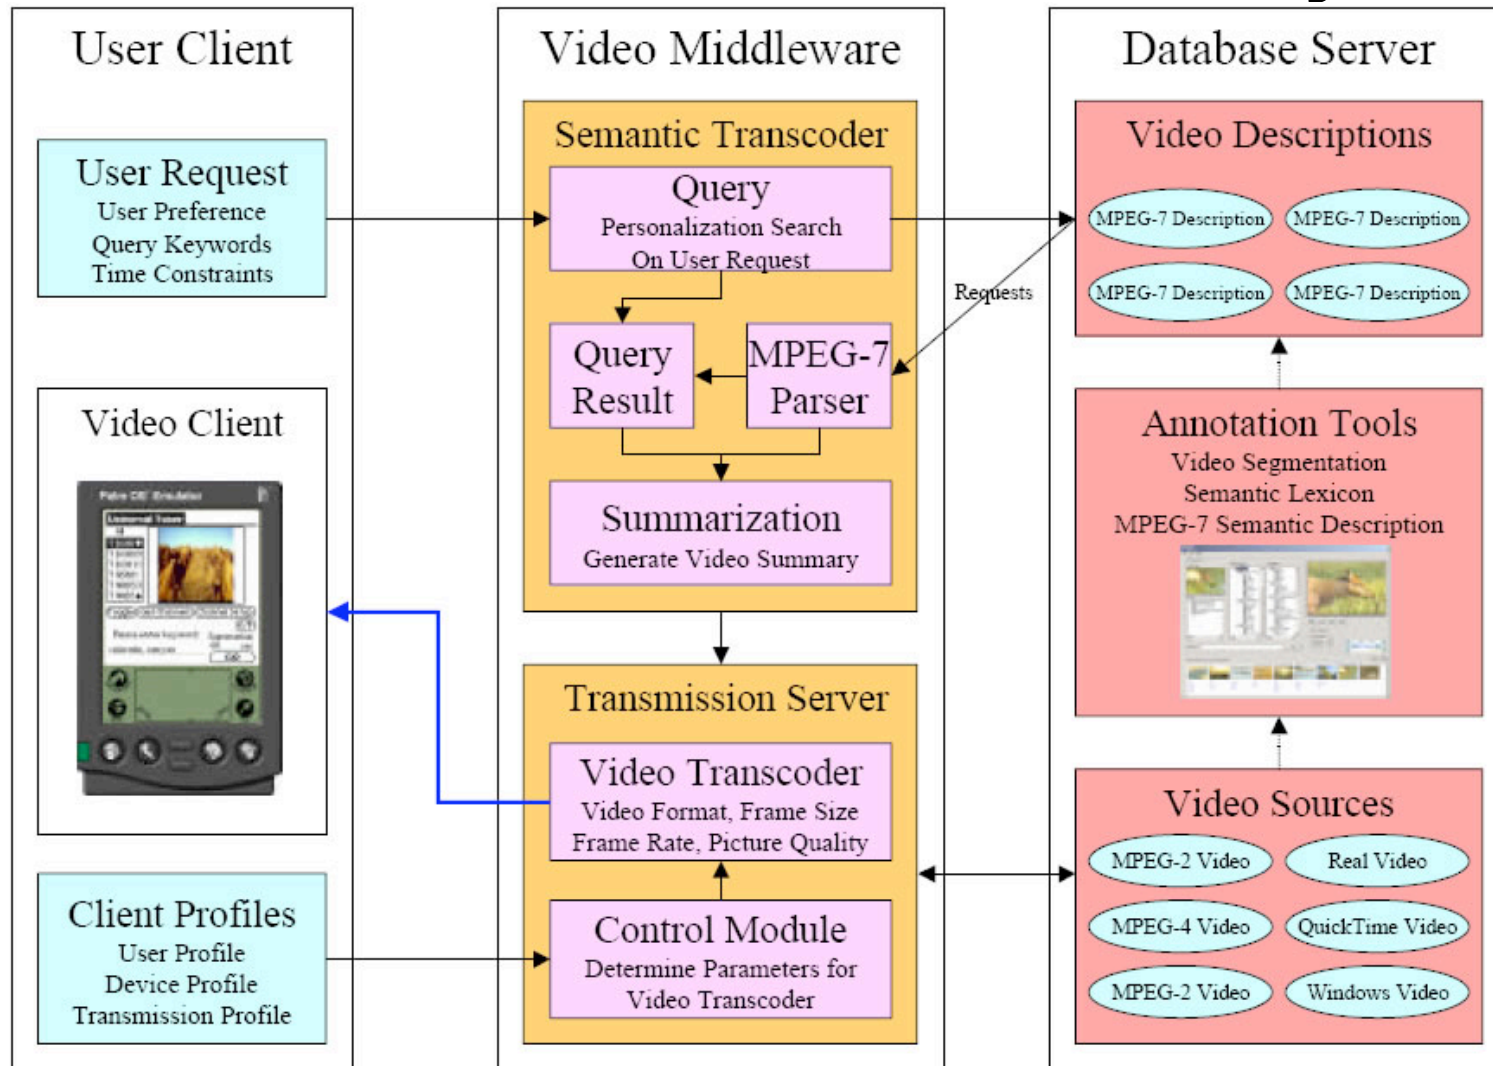 User Client
User Request
User Preference
Query Keywords
Time Constraints
Video Client
Palm OS Emulator
Client Profiles
User Profile
Device Profile
Transmission Profile
Video Middleware
Semantic Transcoder
Query
Personalization Search
On User Request
Query
Result
MPEG-7
Parser
Summarization
Generate Video Summary
Transmission Server
Video Transcoder
Video Format, Frame Size
Frame Rate, Picture Quality
Control Module
Determine Parameters for
Video Transcoder
Requests
Database Server
Video Descriptions
MPEG-7 Description
MPEG-7 Description
MPEG-7 Description
MPEG-7 Description
Annotation Tools
Video Segmentation
Semantic Lexicon
MPEG-7 Semantic Description
Video Sources
MPEG-2 Video
Real Video
MPEG-4 Video
QuickTime Video
MPEG-2 Video
Windows Video